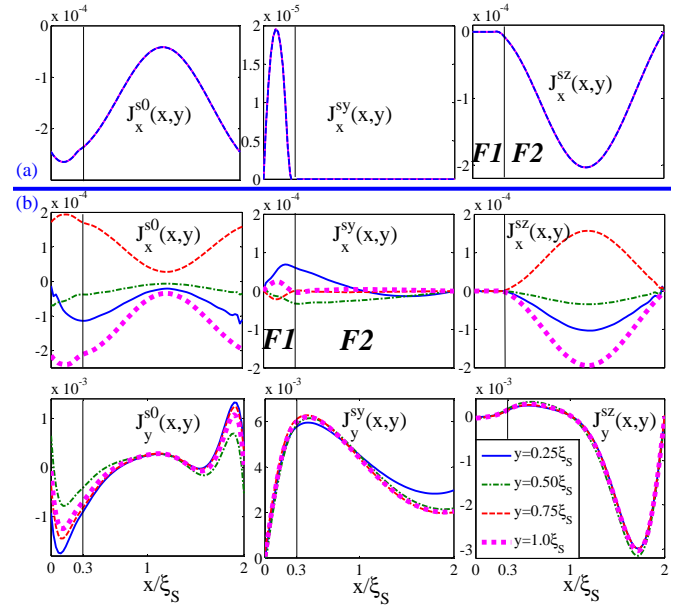 x 10^-4
x 10^-5
x 10^-4
0
-1
-2
J_x^{s0}(x,y)
2
1.5
1
0.5
0
J_x^{sy}(x,y)
0
-1
-2
J_x^{sz}(x,y)
F1 F2
(a)
(b)
x 10^-4
x 10^-4
x 10^-4
2
1
0
-1
-2
J_x^{s0}(x,y)
4
2
0
-2
-4
J_x^{sy}(x,y)
F1 F2
2
1
0
-1
-2
J_x^{sz}(x,y)
x 10^-3
x 10^-3
x 10^-3
1
0
-1
J_y^{s0}(x,y)
6
4
2
0
J_y^{sy}(x,y)
0
-1
-2
-3
J_y^{sz}(x,y)
y=0.25ξ_S
y=0.50ξ_S
y=0.75ξ_S
y=1.0ξ_S
0 0.3 1 2
0 0.3 1 2
0 0.3 1 2
x/ξ_S
x/ξ_S
x/ξ_S